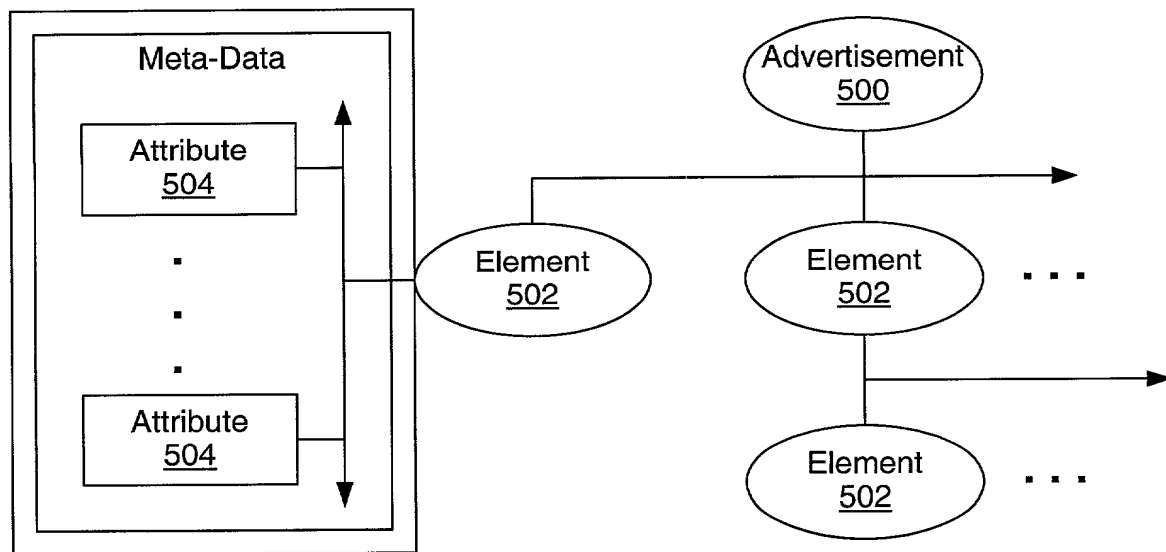 Meta-Data
Attribute
504
Attribute
504
Element
502
Advertisement
500
Element
502
Element
502